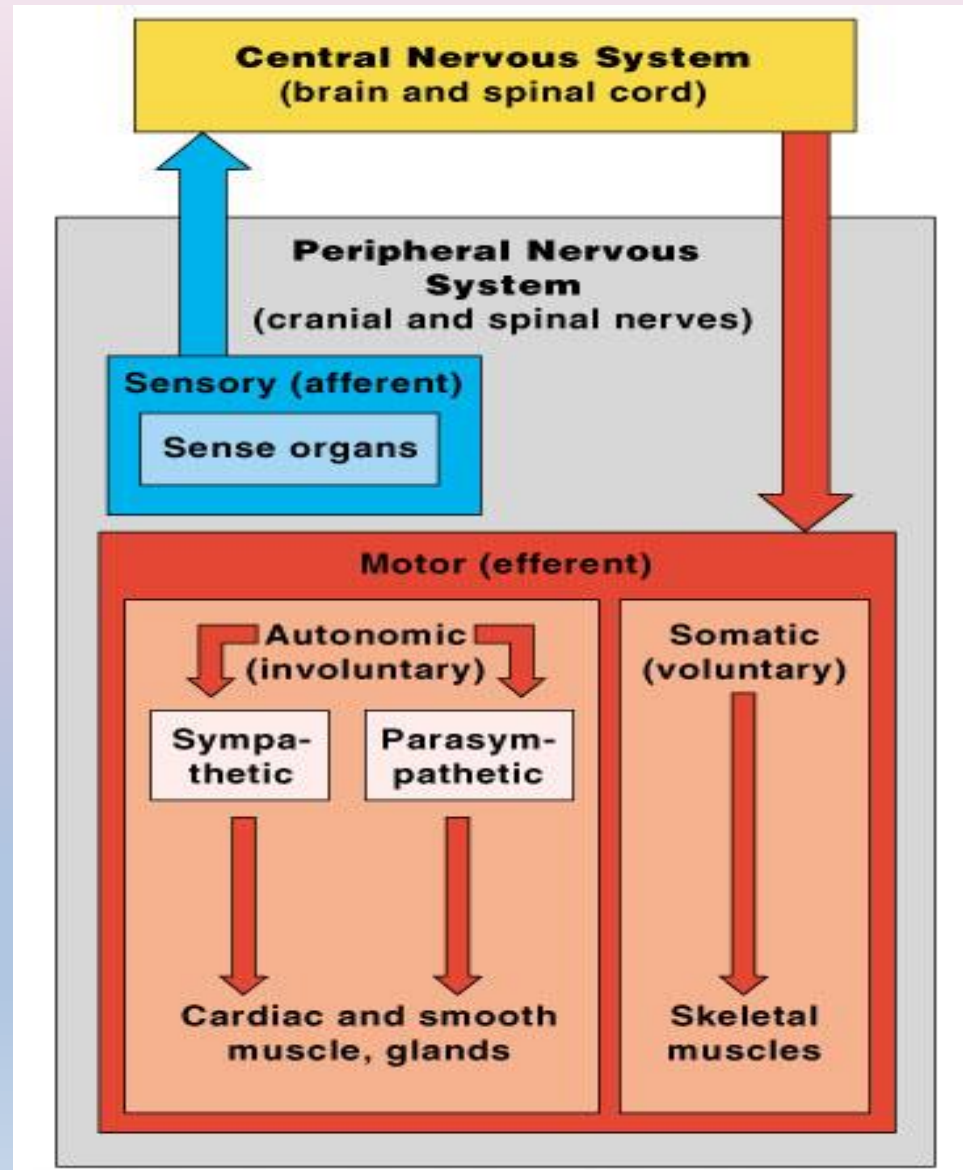 Central Nervous System
(brain and spinal cord)
Peripheral Nervous
System
(cranial and spinal nerves)
Sensory (afferent)
Sense organs
Motor (efferent)
Autonomic
(involuntary)
Sympa-
thetic
Parasym-
pathetic
Cardiac and smooth
muscle, glands
Somatic
(voluntary)
Skeletal
muscles